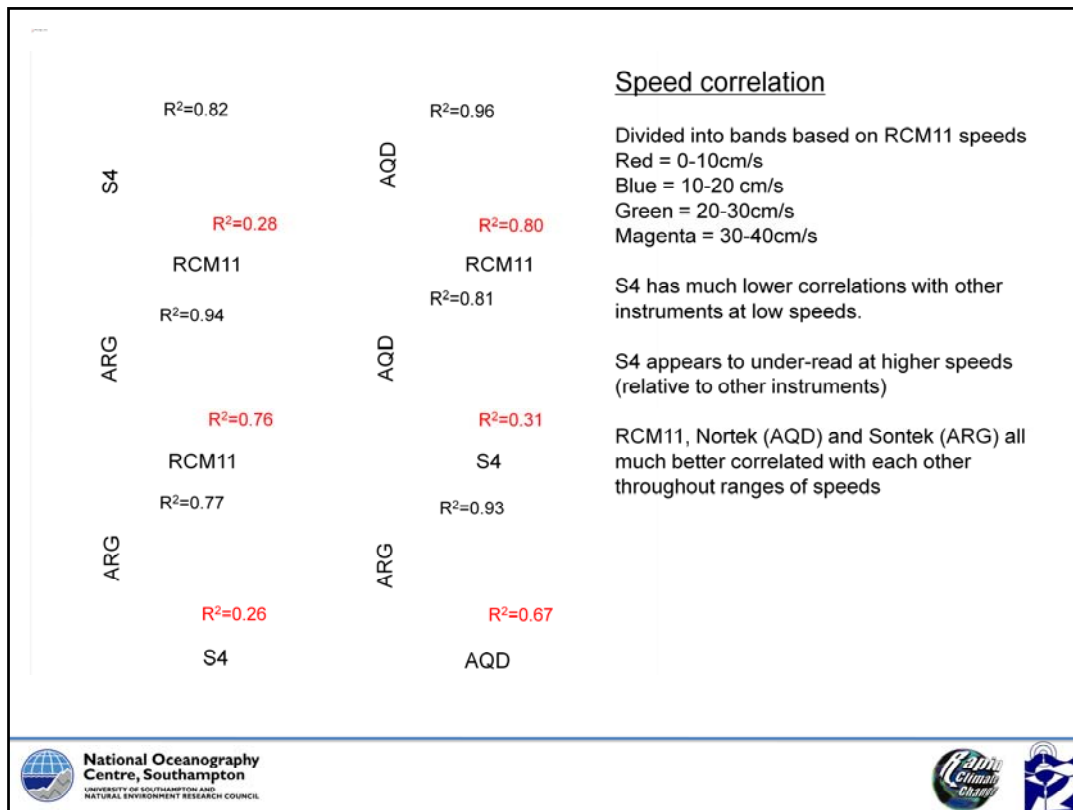 R²=0.82
S4
R²=0.28
RCM11
R²=0.96
AQD
R²=0.80
RCM11
R²=0.94
ARG
R²=0.76
RCM11
R²=0.81
AQD
R²=0.31
S4
R²=0.77
ARG
R²=0.26
S4
R²=0.93
ARG
R²=0.67
AQD
Speed correlation
Divided into bands based on RCM11 speeds
Red = 0-10cm/s
Blue = 10-20 cm/s
Green = 20-30cm/s
Magenta = 30-40cm/s
S4 has much lower correlations with other
instruments at low speeds.
S4 appears to under-read at higher speeds
(relative to other instruments)
RCM11, Nortek (AQD) and Sontek (ARG) all
much better correlated with each other
throughout ranges of speeds
National Oceanography
Centre, Southampton
UNIVERSITY OF SOUTHAMPTON AND
NATURAL ENVIRONMENT RESEARCH COUNCIL
Rapid
Climate
Change